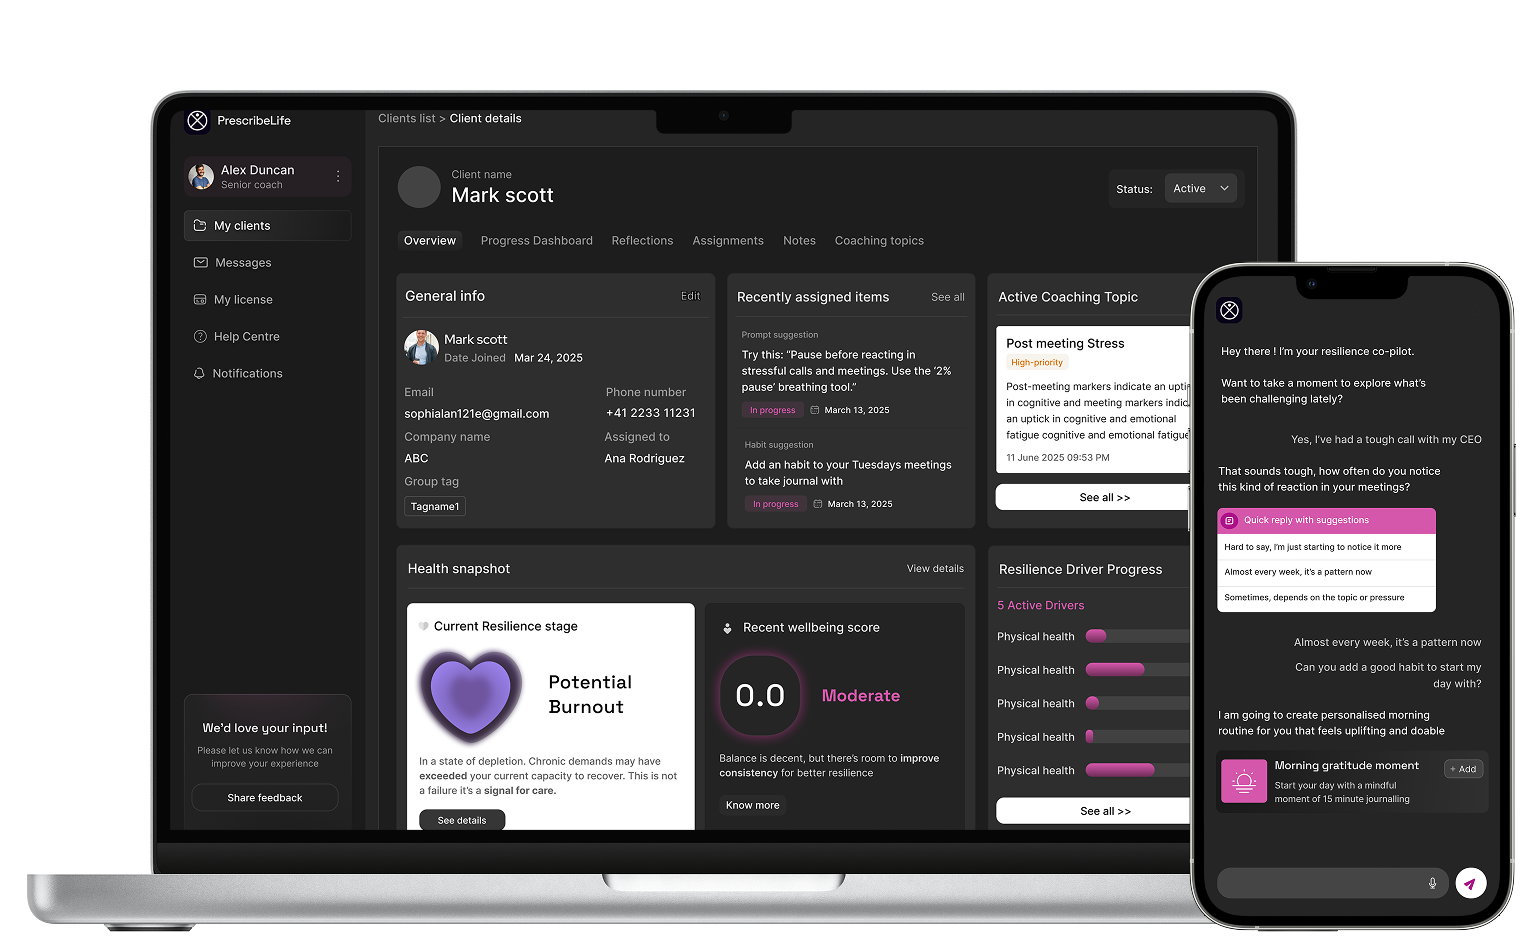 PrescribeLife
Alex Duncan
Senior coach
My clients
Messages
My license
Help Centre
Notifications
We'd love your input!
Please let us know how we can
improve your experience
Share feedback
Clients list > Client details
Client name
Mark scott
Status:
Active
Overview
Progress Dashboard
Reflections
Assignments
Notes
Coaching topics
General info
Edit
Mark scott
Date Joined Mar 24, 2025
Email
sophialan121e@gmail.com
Phone number
+41 2233 11231
Company name
ABC
Assigned to
Ana Rodriguez
Group tag
Tagname1
Recently assigned items
See all
Prompt suggestion
Try this: “Pause before reacting in
stressful calls and meetings. Use the ‘2%
pause’ breathing tool.”
In progress
March 13, 2025
Habit suggestion
Add an habit to your Tuesdays meetings
to take journal with
In progress
March 13, 2025
Active Coaching Topic
Post meeting Stress
High-priority
Post-meeting markers indicate an upti
in cognitive and meeting markers indic
an uptick in cognitive and emotional
fatigue cognitive and emotional fatigue
11 June 2025 09:53 PM
See all >>
Health snapshot
View details
Current Resilience stage
Potential
Burnout
In a state of depletion. Chronic demands may have
exceeded your current capacity to recover. This is not
a failure it's a signal for care.
See details
Recent wellbeing score
0.0
Moderate
Balance is decent, but there's room to improve
consistency for better resilience
Know more
Resilience Driver Progress
5 Active Drivers
Physical health
Physical health
Physical health
Physical health
Physical health
See all >>
Hey there ! I'm your resilience co-pilot.
Want to take a moment to explore what's
been challenging lately?
Yes, I've had a tough call with my CEO
That sounds tough, how often do you notice
this kind of reaction in your meetings?
Quick reply with suggestions
Hard to say, I'm just starting to notice it more
Almost every week, it's a pattern now
Sometimes, depends on the topic or pressure
Almost every week, it's a pattern now
Can you add a good habit to start my
day with?
I am going to create personalised morning
routine for you that feels uplifting and doable
Morning gratitude moment
+ Add
Start your day with a mindful
moment of 15 minute journalling